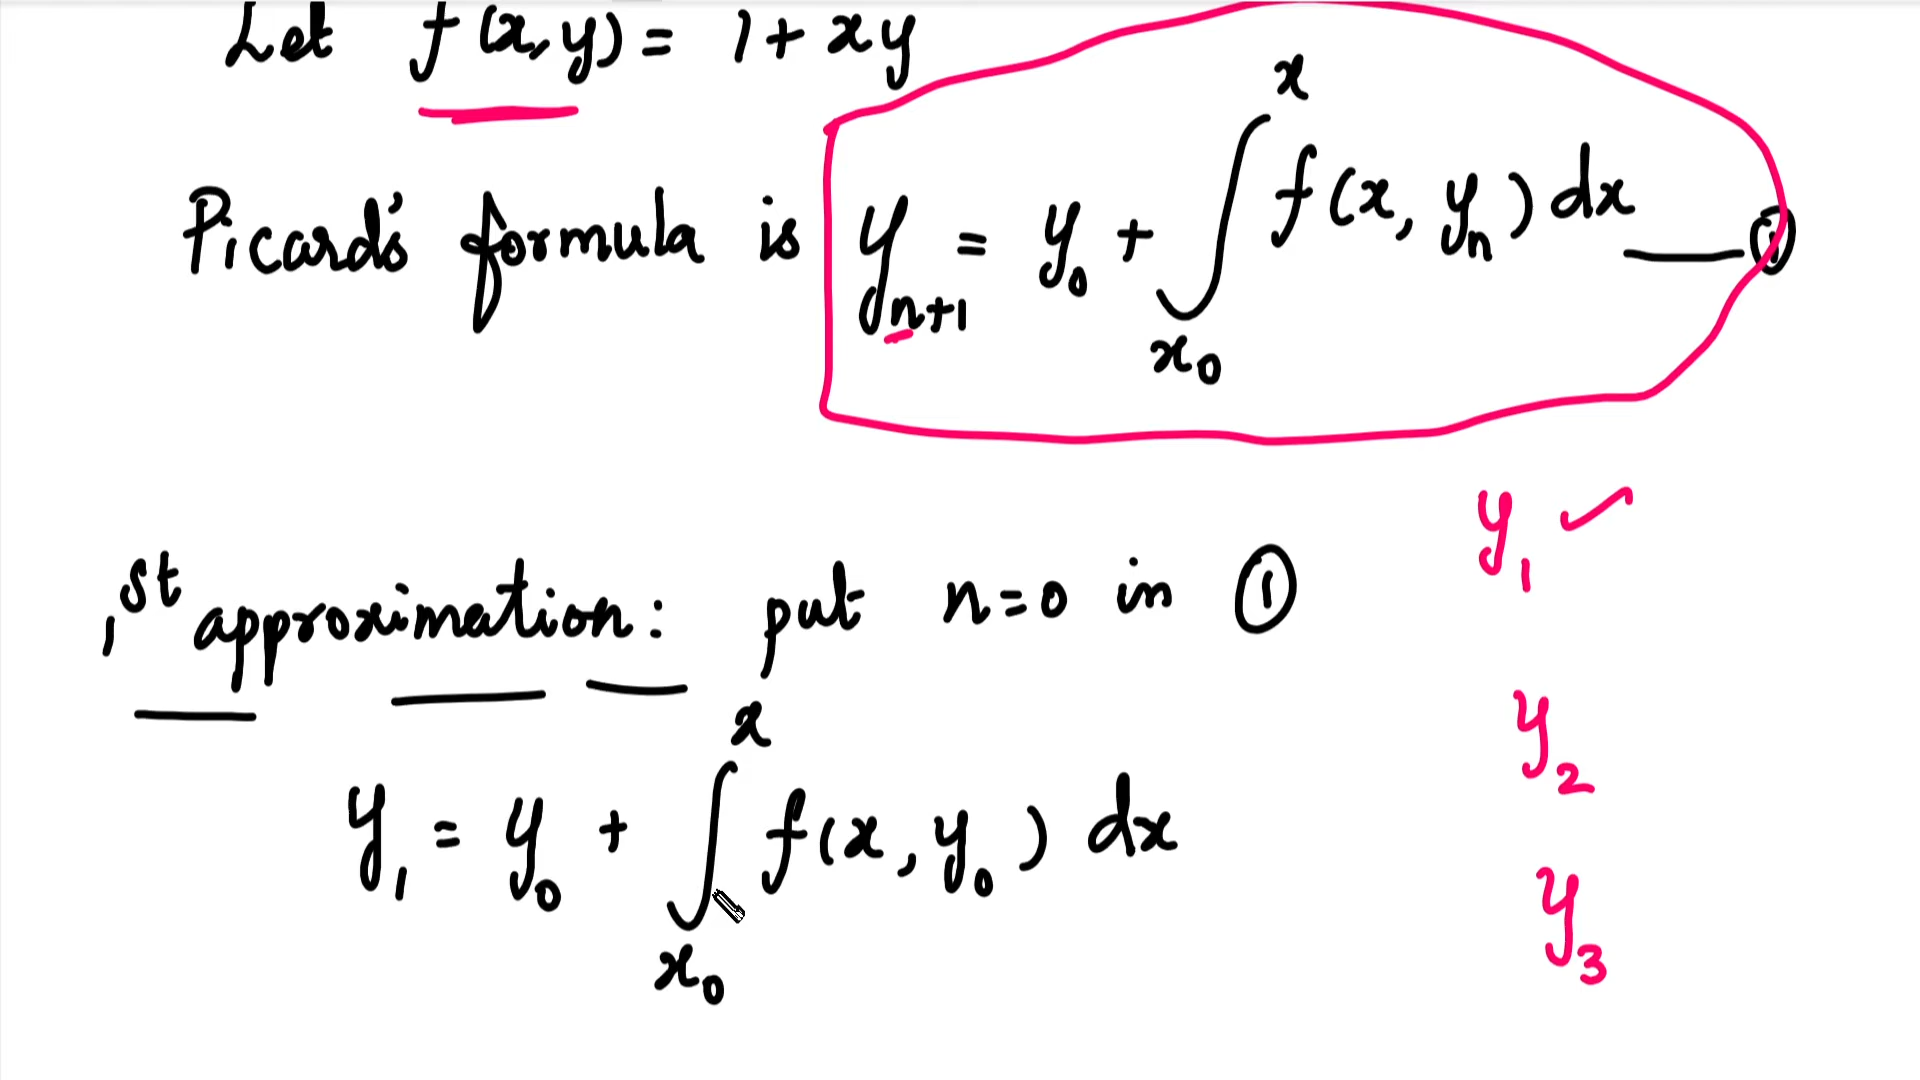 Let f(x,y) = 1 + xy
Picard's formula is y_{n+1} = y_0 + ∫_{x_0}^{x} f(x, y_n) dx ___ ①
y_1 ✓
1st approximation: put n=0 in ①
y_2
y_1 = y_0 + ∫_{x_0}^{x} f(x, y_0) dx
y_3